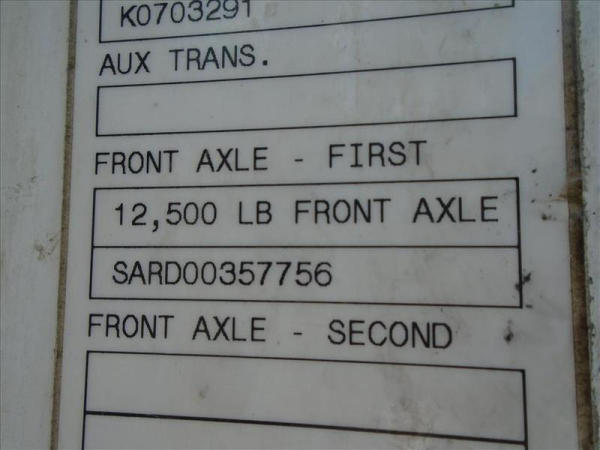 K0703291
AUX TRANS.
FRONT AXLE - FIRST
12,500 LB FRONT AXLE
SARD00357756
FRONT AXLE - SECOND